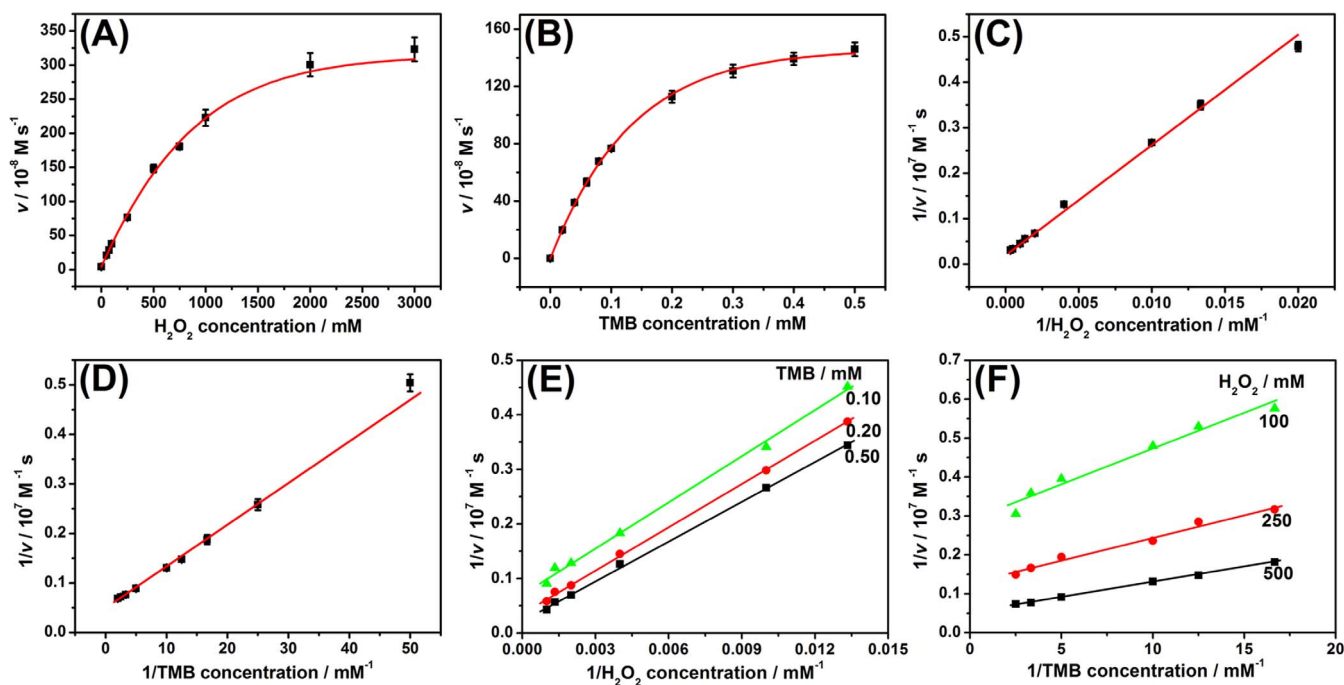 (A)
350
300
250
200
150
100
50
0
v / 10⁻⁸ M s⁻¹
0 500 1000 1500 2000 2500 3000
H₂O₂ concentration / mM
(B)
160
120
80
40
0
v / 10⁻⁸ M s⁻¹
0.0 0.1 0.2 0.3 0.4 0.5
TMB concentration / mM
(C)
0.5
0.4
0.3
0.2
0.1
0.0
1/v / 10⁷ M⁻¹ s
0.000 0.005 0.010 0.015 0.020
1/H₂O₂ concentration / mM⁻¹
(D)
0.5
0.4
0.3
0.2
0.1
0.0
1/v / 10⁷ M⁻¹ s
0 10 20 30 40 50
1/TMB concentration / mM⁻¹
(E)
TMB / mM
0.10
0.20
0.50
0.5
0.4
0.3
0.2
0.1
0.0
1/v / 10⁷ M⁻¹ s
0.000 0.003 0.006 0.009 0.012 0.015
1/H₂O₂ concentration / mM⁻¹
(F)
H₂O₂ / mM
100
250
500
0.7
0.6
0.5
0.4
0.3
0.2
0.1
0.0
1/v / 10⁷ M⁻¹ s
0 5 10 15 20
1/TMB concentration / mM⁻¹